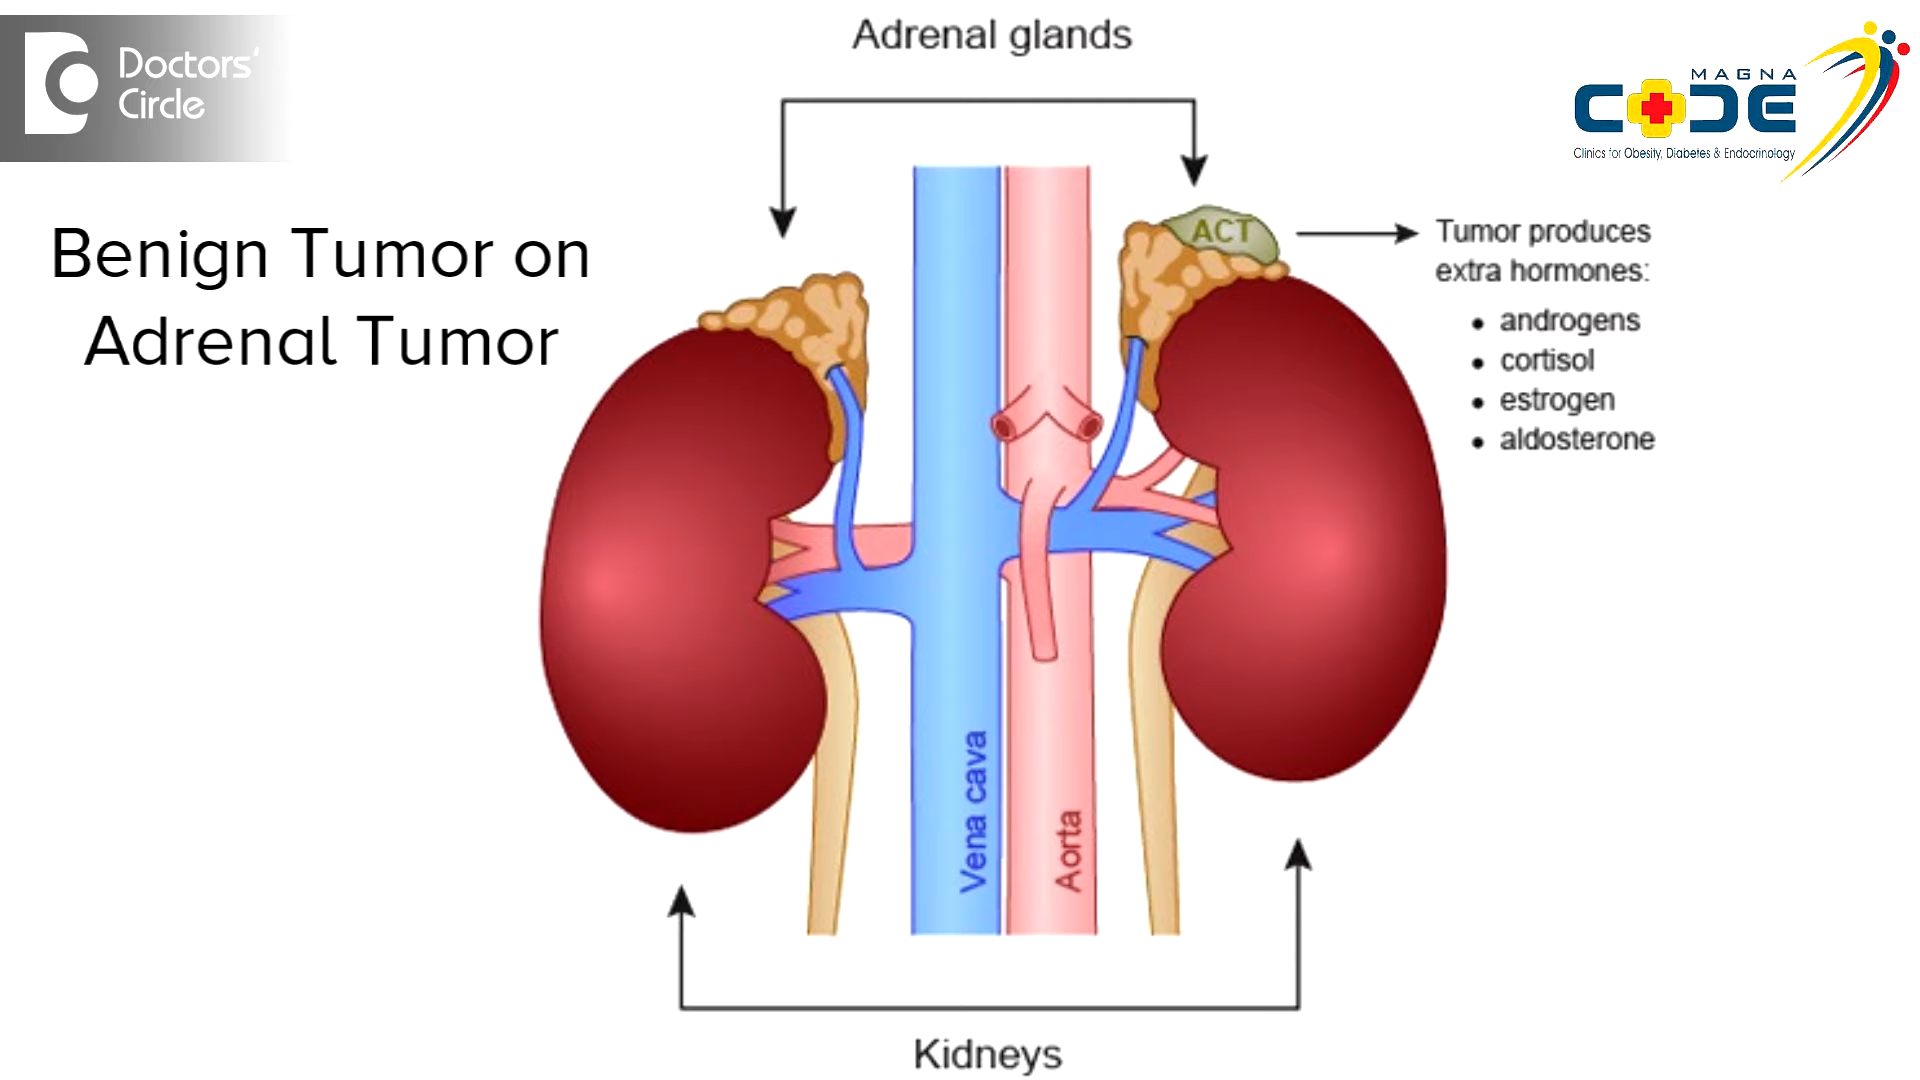 Adrenal glands
Doctors'
Circle
MAGNA
CODE
Clinics for Obesity, Diabetes & Endocrinology
Benign Tumor on
Adrenal Tumor
ACT
Tumor produces
extra hormones:
• androgens
• cortisol
• estrogen
• aldosterone
Vena cava
Aorta
Kidneys